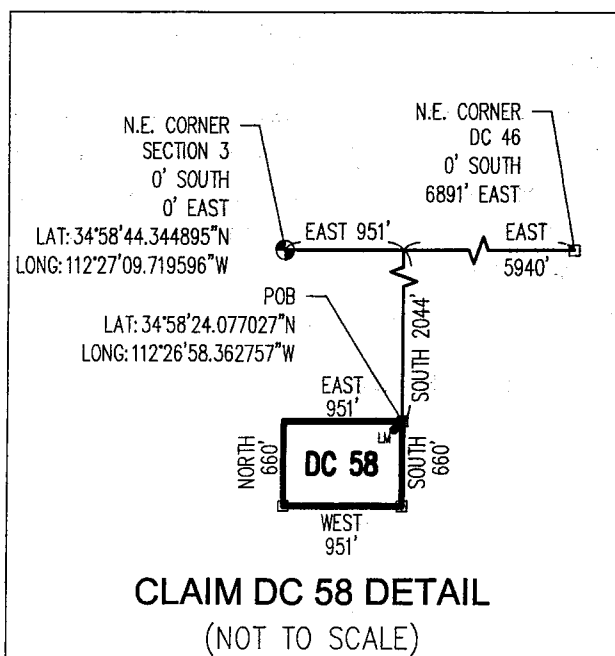 N.E. CORNER
SECTION 3
0' SOUTH
0' EAST
LAT: 34°58'44.344895"N
LONG: 112°27'09.719596"W
N.E. CORNER
DC 46
0' SOUTH
6891' EAST
EAST 951'
EAST
5940'
POB
LAT: 34°58'24.077027"N
LONG: 112°26'58.362757"W
SOUTH 2044'
EAST
951'
LM
NORTH
660'
DC 58
SOUTH
660'
WEST
951'
CLAIM DC 58 DETAIL
(NOT TO SCALE)